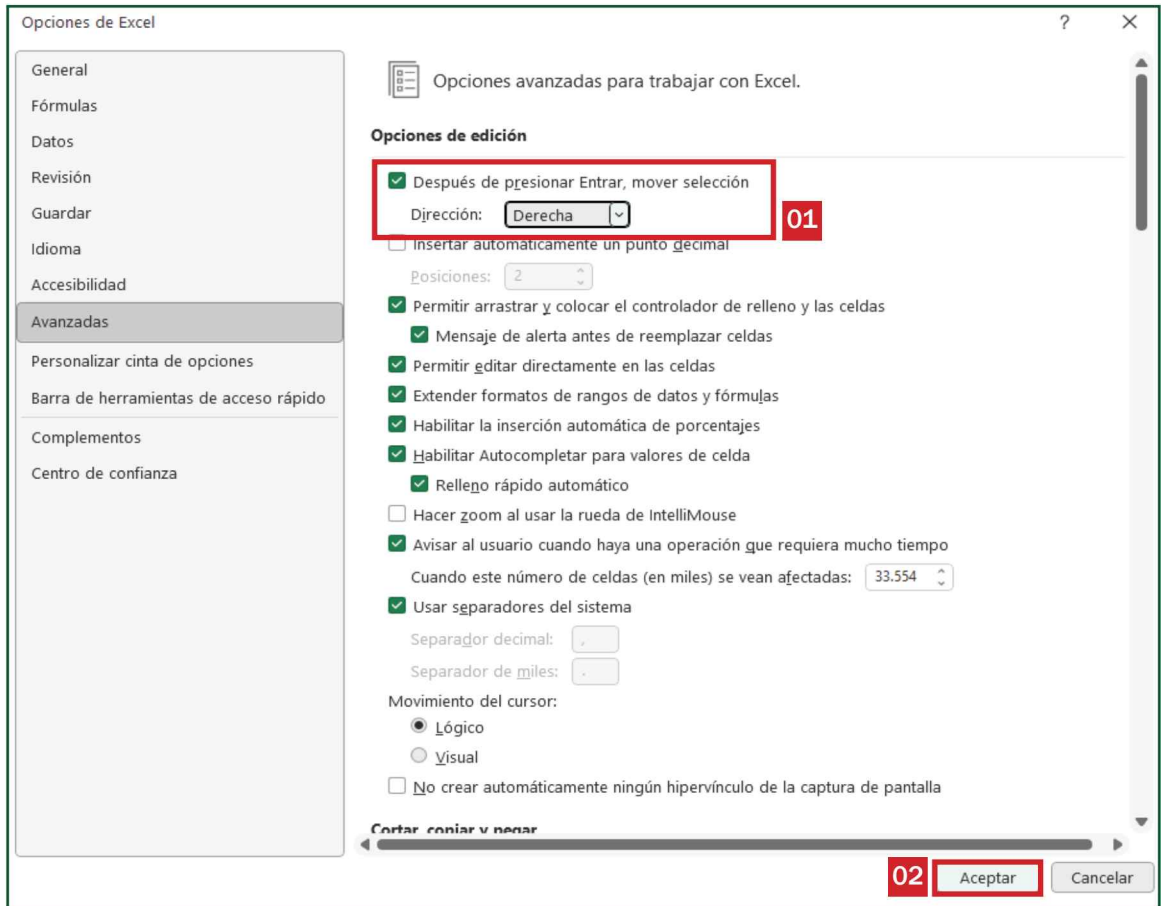 Opciones de Excel
?
General
Fórmulas
Datos
Revisión
Guardar
Idioma
Accesibilidad
Avanzadas
Personalizar cinta de opciones
Barra de herramientas de acceso rápido
Complementos
Centro de confianza
Opciones avanzadas para trabajar con Excel.
Opciones de edición
Después de presionar Entrar, mover selección
Dirección: Derecha
01
Insertar automáticamente un punto decimal
Posiciones: 2
Permitir arrastrar y colocar el controlador de relleno y las celdas
Mensaje de alerta antes de reemplazar celdas
Permitir editar directamente en las celdas
Extender formatos de rangos de datos y fórmulas
Habilitar la inserción automática de porcentajes
Habilitar Autocompletar para valores de celda
Relleno rápido automático
Hacer zoom al usar la rueda de IntelliMouse
Avisar al usuario cuando haya una operación que requiera mucho tiempo
Cuando este número de celdas (en miles) se vean afectadas: 33.554
Usar separadores del sistema
Separador decimal: ,
Separador de miles: .
Movimiento del cursor:
Lógico
Visual
No crear automáticamente ningún hipervínculo de la captura de pantalla
Cortar, copiar y pegar
02 Aceptar Cancelar